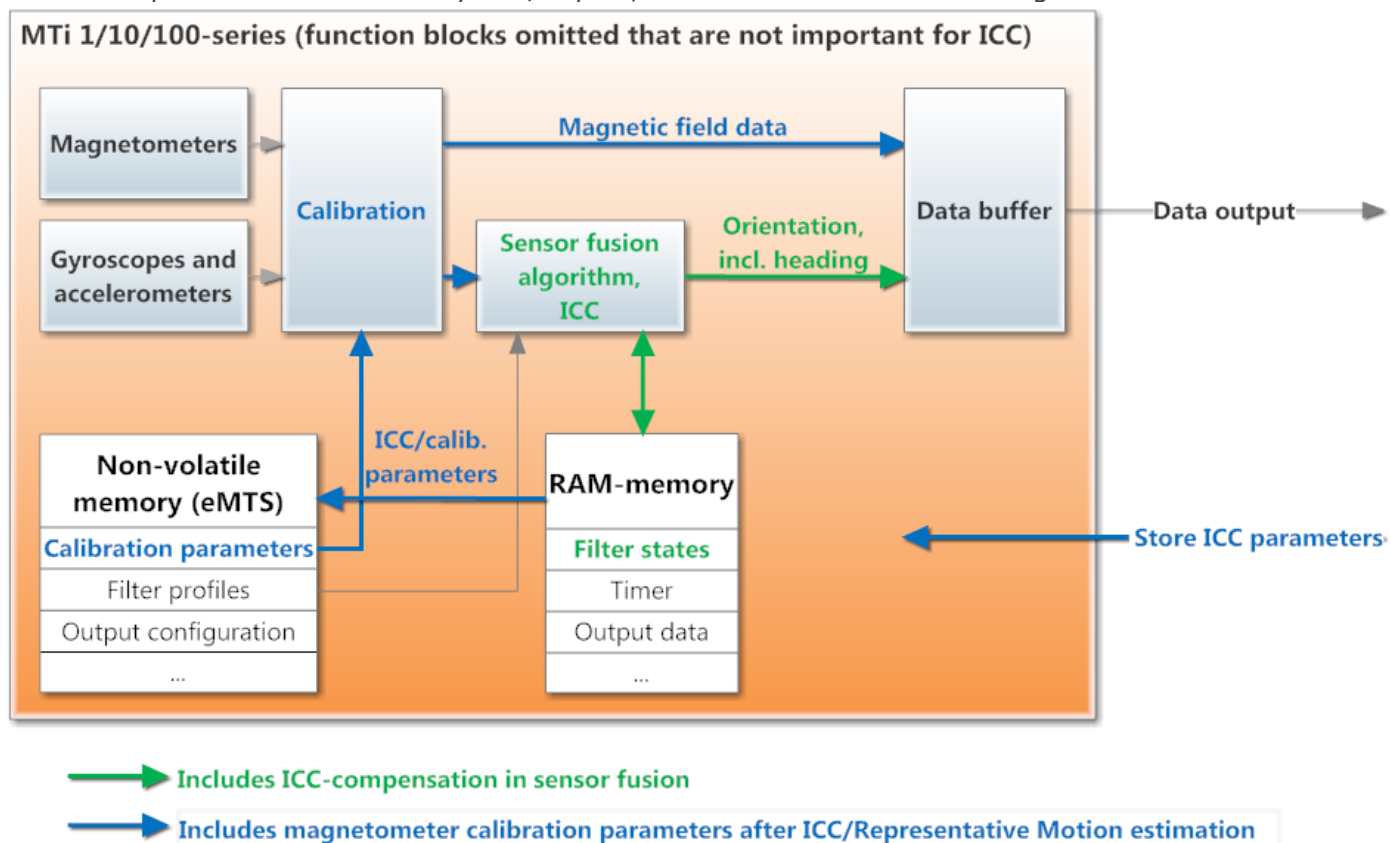 MTi 1/10/100-series (function blocks omitted that are not important for ICC)
Magnetometers
Gyroscopes and
accelerometers
Calibration
Magnetic field data
Sensor fusion
algorithm,
ICC
Orientation,
incl. heading
Data buffer
Data output
ICC/calib.
parameters
Non-volatile
memory (eMTS)
Calibration parameters
Filter profiles
Output configuration
...
RAM-memory
Filter states
Timer
Output data
...
Store ICC parameters
Includes ICC-compensation in sensor fusion
Includes magnetometer calibration parameters after ICC/Representative Motion estimation